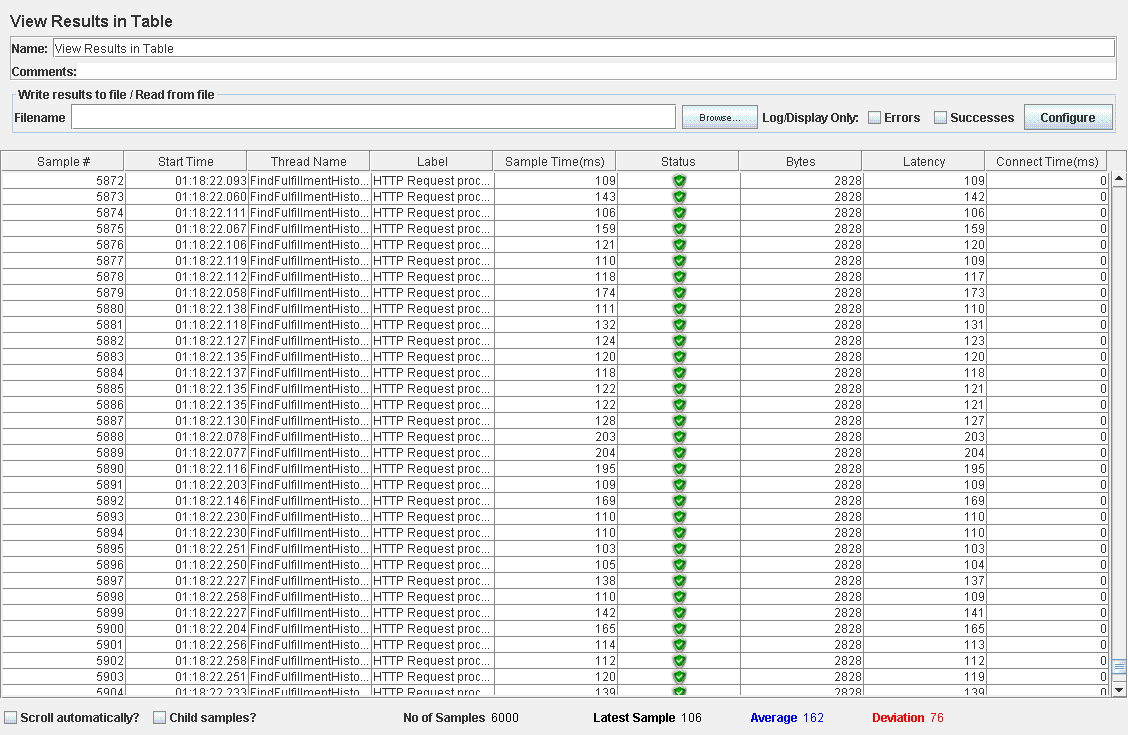 View Results in Table
Name: View Results in Table
Comments:
Write results to file / Read from file
Filename Browse... Log/Display Only: Errors Successes Configure
Sample # Start Time Thread Name Label Sample Time(ms) Status Bytes Latency Connect Time(ms)
5872 01:18:22.093 FindFulfillmentHisto... HTTP Request proc... 109 2828 109 0
5873 01:18:22.060 FindFulfillmentHisto... HTTP Request proc... 143 2828 142 0
5874 01:18:22.111 FindFulfillmentHisto... HTTP Request proc... 106 2828 106 0
5875 01:18:22.067 FindFulfillmentHisto... HTTP Request proc... 159 2828 159 0
5876 01:18:22.106 FindFulfillmentHisto... HTTP Request proc... 121 2828 120 0
5877 01:18:22.119 FindFulfillmentHisto... HTTP Request proc... 110 2828 109 0
5878 01:18:22.112 FindFulfillmentHisto... HTTP Request proc... 118 2828 117 0
5879 01:18:22.058 FindFulfillmentHisto... HTTP Request proc... 174 2828 173 0
5880 01:18:22.138 FindFulfillmentHisto... HTTP Request proc... 111 2828 110 0
5881 01:18:22.118 FindFulfillmentHisto... HTTP Request proc... 132 2828 131 0
5882 01:18:22.127 FindFulfillmentHisto... HTTP Request proc... 124 2828 123 0
5883 01:18:22.135 FindFulfillmentHisto... HTTP Request proc... 120 2828 120 0
5884 01:18:22.137 FindFulfillmentHisto... HTTP Request proc... 118 2828 118 0
5885 01:18:22.135 FindFulfillmentHisto... HTTP Request proc... 122 2828 121 0
5886 01:18:22.135 FindFulfillmentHisto... HTTP Request proc... 122 2828 121 0
5887 01:18:22.130 FindFulfillmentHisto... HTTP Request proc... 128 2828 127 0
5888 01:18:22.078 FindFulfillmentHisto... HTTP Request proc... 203 2828 203 0
5889 01:18:22.077 FindFulfillmentHisto... HTTP Request proc... 204 2828 204 0
5890 01:18:22.116 FindFulfillmentHisto... HTTP Request proc... 195 2828 195 0
5891 01:18:22.203 FindFulfillmentHisto... HTTP Request proc... 109 2828 109 0
5892 01:18:22.146 FindFulfillmentHisto... HTTP Request proc... 169 2828 169 0
5893 01:18:22.230 FindFulfillmentHisto... HTTP Request proc... 110 2828 110 0
5894 01:18:22.230 FindFulfillmentHisto... HTTP Request proc... 110 2828 110 0
5895 01:18:22.251 FindFulfillmentHisto... HTTP Request proc... 103 2828 103 0
5896 01:18:22.250 FindFulfillmentHisto... HTTP Request proc... 105 2828 104 0
5897 01:18:22.227 FindFulfillmentHisto... HTTP Request proc... 138 2828 137 0
5898 01:18:22.258 FindFulfillmentHisto... HTTP Request proc... 110 2828 109 0
5899 01:18:22.227 FindFulfillmentHisto... HTTP Request proc... 142 2828 141 0
5900 01:18:22.204 FindFulfillmentHisto... HTTP Request proc... 165 2828 165 0
5901 01:18:22.256 FindFulfillmentHisto... HTTP Request proc... 114 2828 113 0
5902 01:18:22.258 FindFulfillmentHisto... HTTP Request proc... 112 2828 112 0
5903 01:18:22.251 FindFulfillmentHisto... HTTP Request proc... 120 2828 119 0
5904 01:18:22.233 FindFulfillmentHisto... HTTP Request proc... 139 2828 139 0
Scroll automatically? Child samples? No of Samples 6000 Latest Sample 106 Average 162 Deviation 76